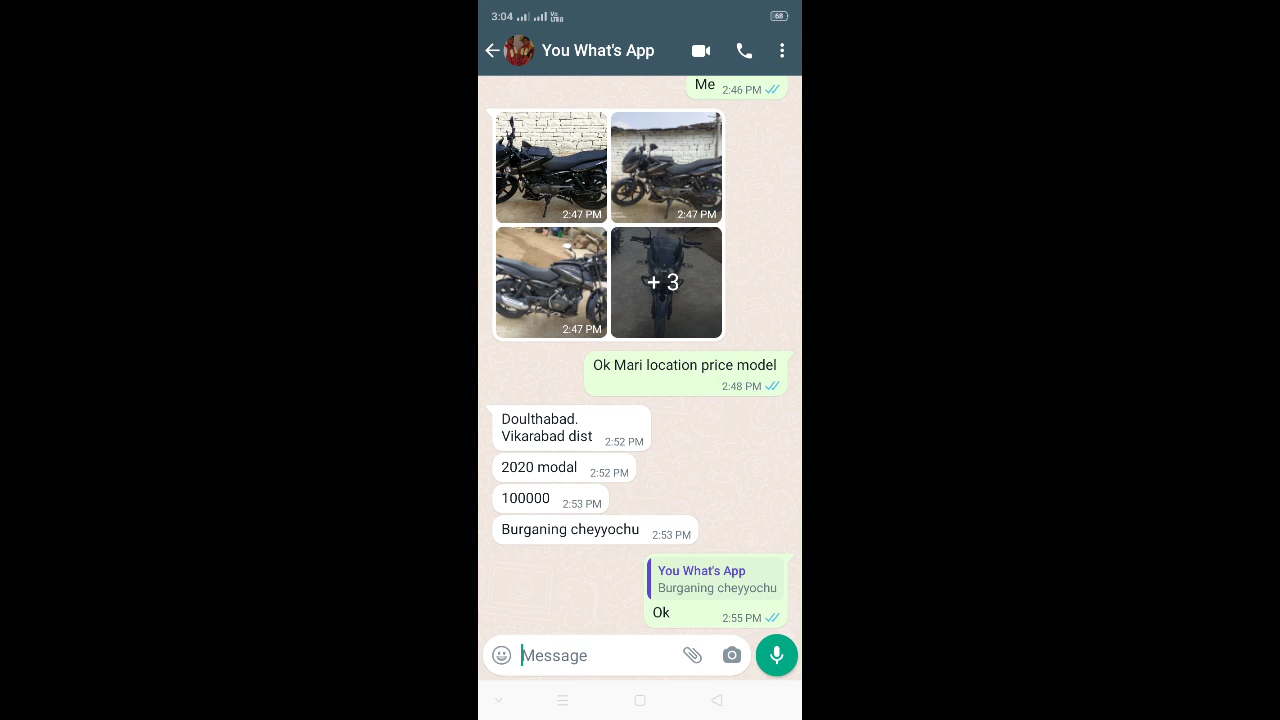 3:04 Vo LTE 68
You What's App
Me 2:46 PM
2:47 PM 2:47 PM
2:47 PM + 3
Ok Mari location price model
2:48 PM
Doulthabad.
Vikarabad dist 2:52 PM
2020 modal 2:52 PM
100000 2:53 PM
Burganing cheyyochu 2:53 PM
You What's App
Burganing cheyyochu
Ok 2:55 PM
Message